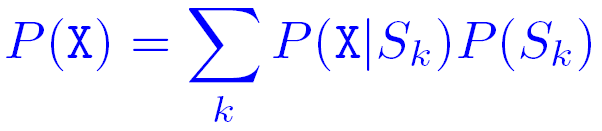 P(X) = ∑_k P(X|S_k)P(S_k)